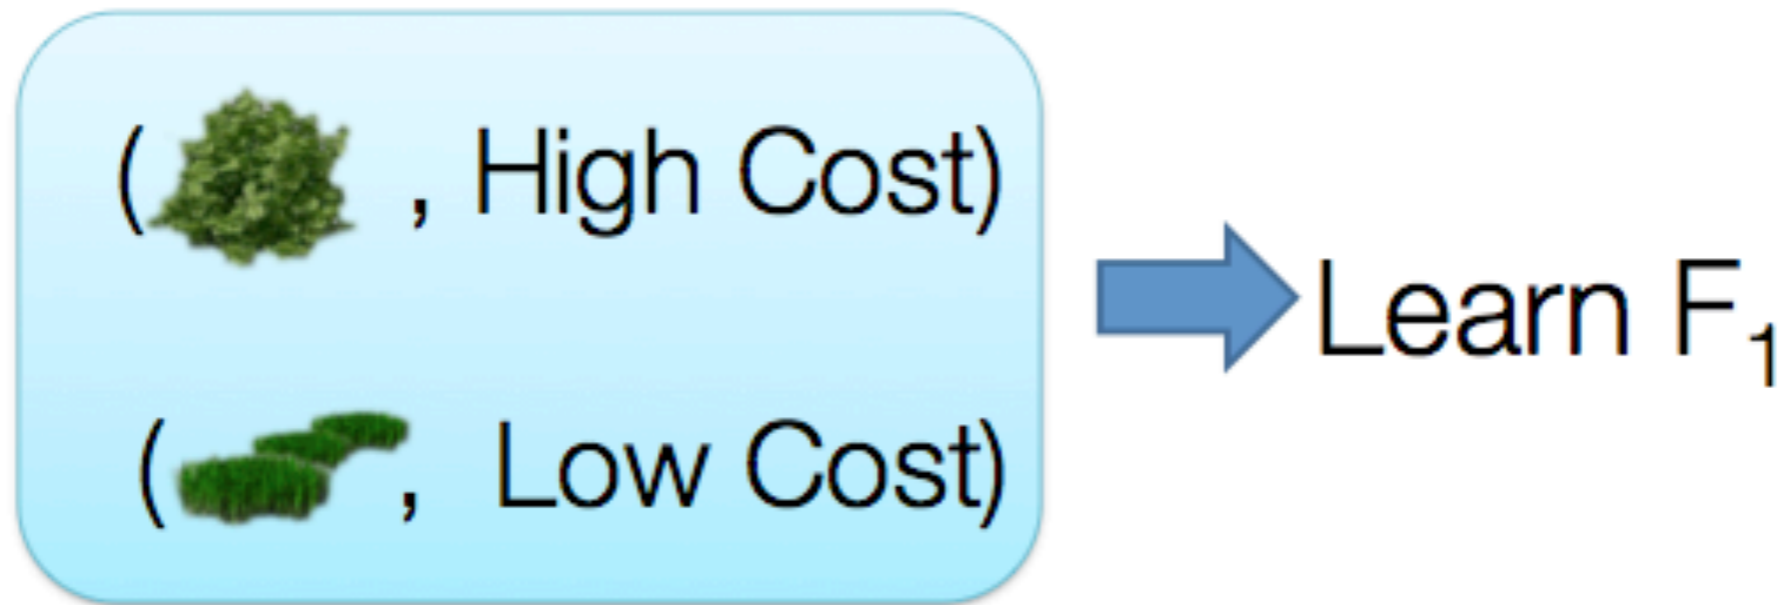 ( , High Cost)
( , Low Cost)
Learn F₁